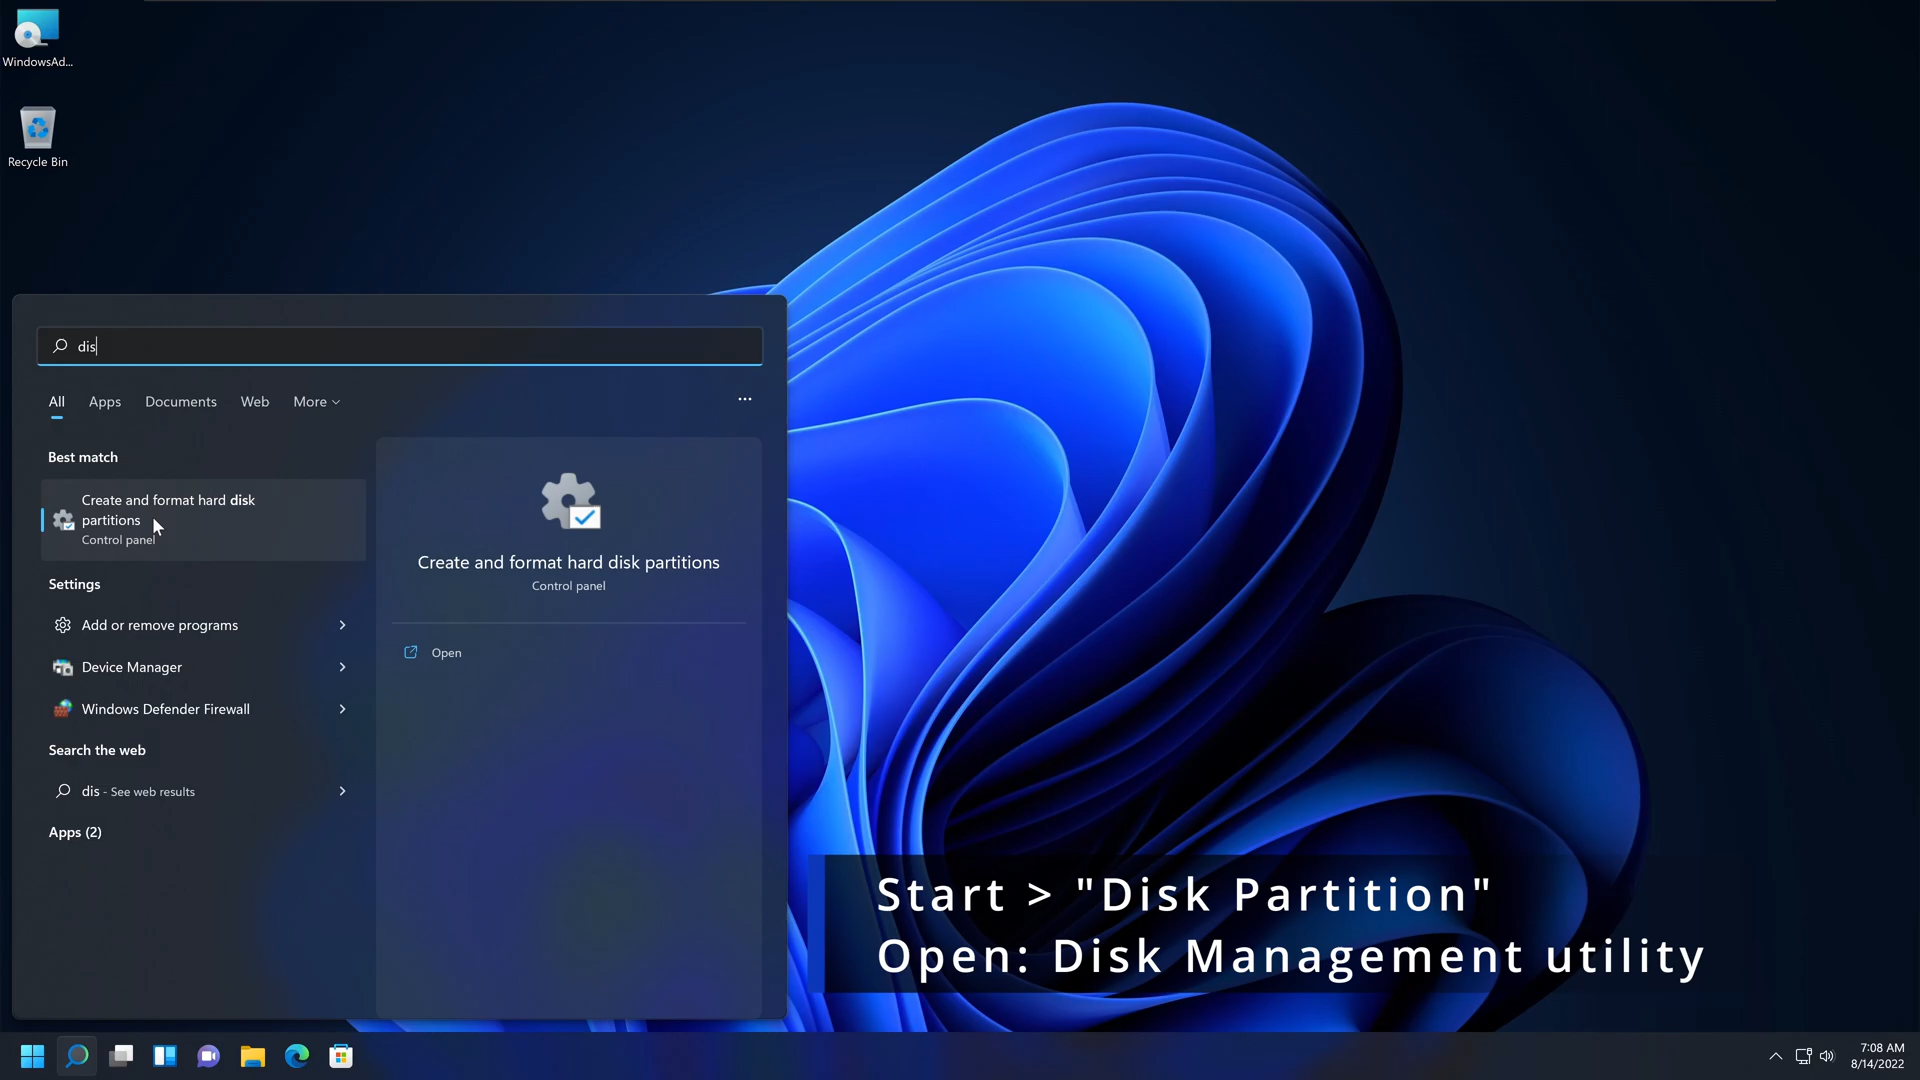 WindowsAd...
Recycle Bin
dis
All Apps Documents Web More
Best match
Create and format hard disk
partitions
Control panel
Settings
Add or remove programs
Device Manager
Windows Defender Firewall
Search the web
dis - See web results
Apps (2)
Create and format hard disk partitions
Control panel
Open
Start > "Disk Partition"
Open: Disk Management utility
7:08 AM
8/14/2022